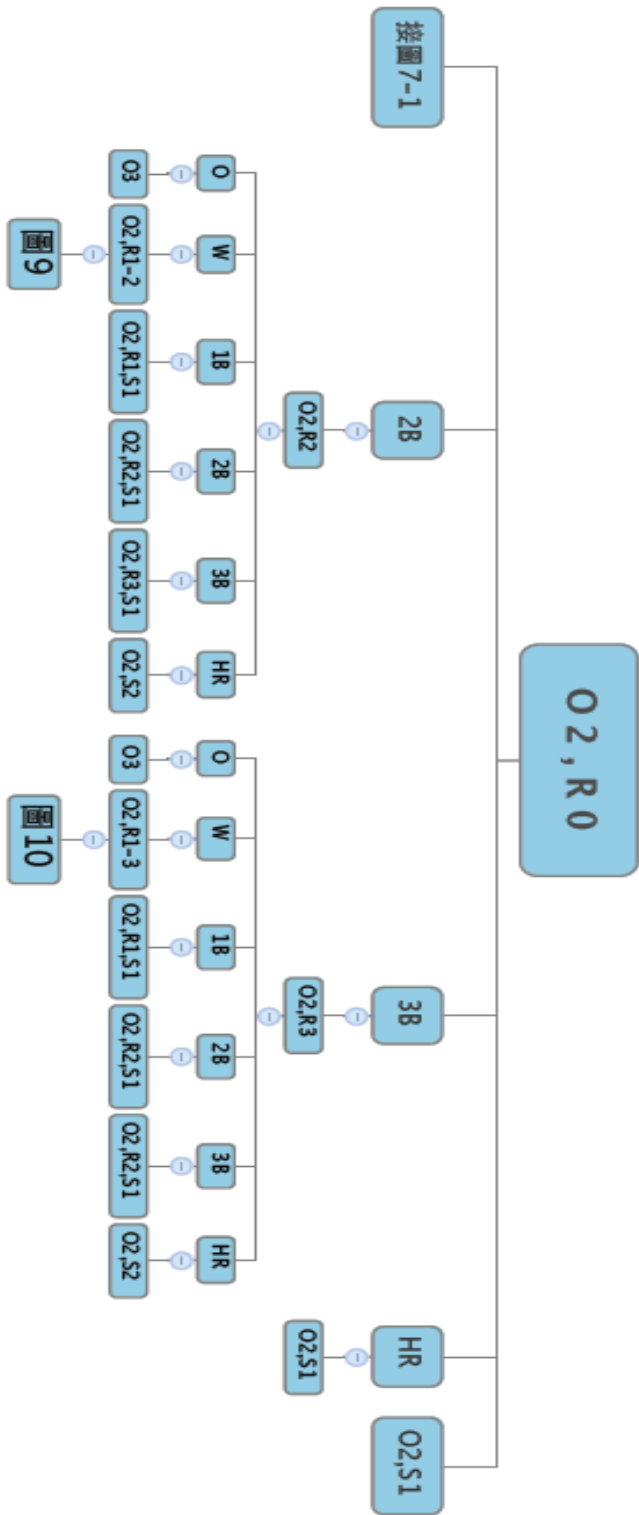 O2,R0
接圖7-1
2B
3B
HR
O2,S1
O2,R2
O2,R3
O2,S1
O
W
1B
2B
3B
HR
O
W
1B
2B
3B
HR
O3
O2,R1-2
O2,R1,S1
O2,R2,S1
O2,R3,S1
O2,S2
O3
O2,R1-3
O2,R1,S1
O2,R2,S1
O2,R2,S1
O2,S2
圖9
圖10